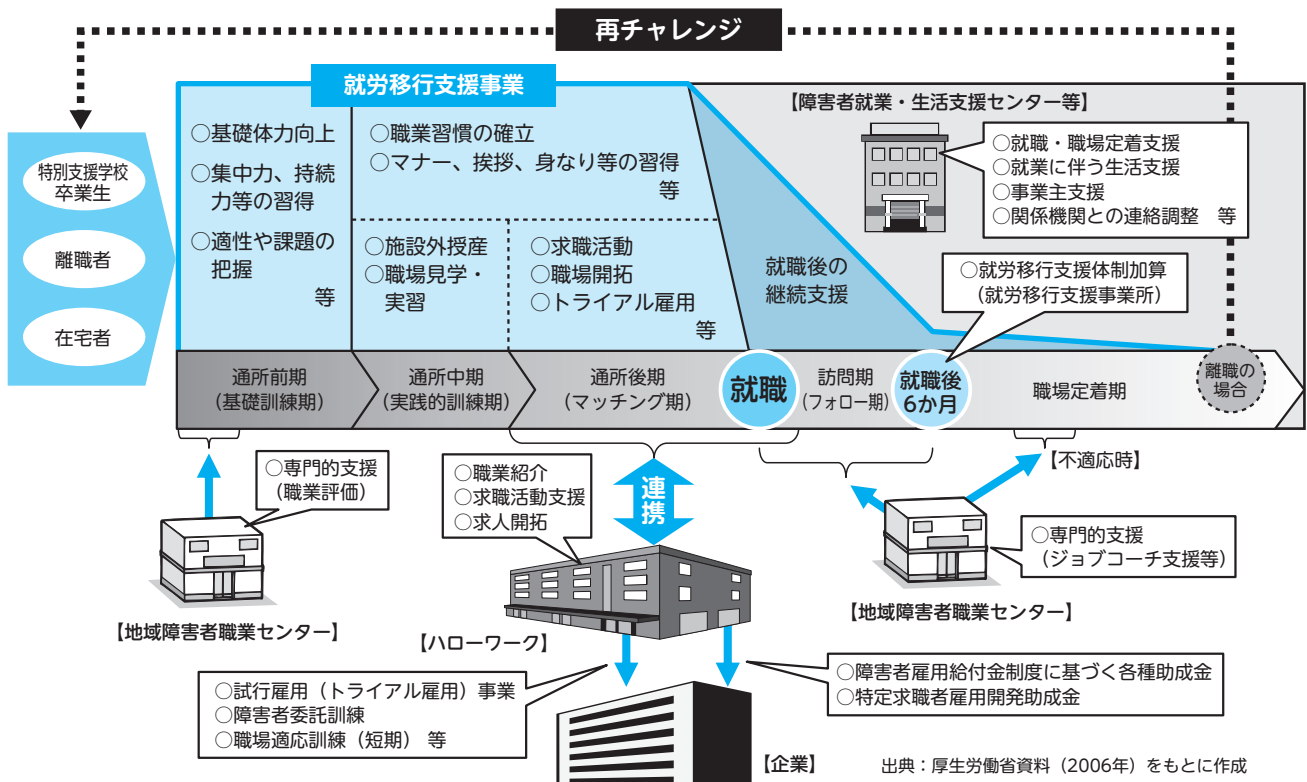 再チャレンジ
就労移行支援事業
特別支援学校
卒業生
離職者
在宅者
○基礎体力向上
○集中力、持続
力等の習得
○適性や課題の
把握
等
○職業習慣の確立
○マナー、挨拶、身なり等の習得
等
○施設外授産
○職場見学・
実習
○求職活動
○職場開拓
○トライアル雇用
等
就職後の
継続支援
【障害者就業・生活支援センター等】
○就職・職場定着支援
○就業に伴う生活支援
○事業主支援
○関係機関との連絡調整 等
○就労移行支援体制加算
（就労移行支援事業所）
通所前期
（基礎訓練期）
通所中期
（実践的訓練期）
通所後期
（マッチング期）
就職
訪問期
（フォロー期）
就職後
6か月
職場定着期
離職の
場合
○専門的支援
（職業評価）
【地域障害者職業センター】
○職業紹介
○求職活動支援
○求人開拓
連携
【ハローワーク】
【不適応時】
○専門的支援
（ジョブコーチ支援等）
【地域障害者職業センター】
○試行雇用（トライアル雇用）事業
○障害者委託訓練
○職場適応訓練（短期） 等
○障害者雇用給付金制度に基づく各種助成金
○特定求職者雇用開発助成金
【企業】
出典：厚生労働省資料（2006年）をもとに作成